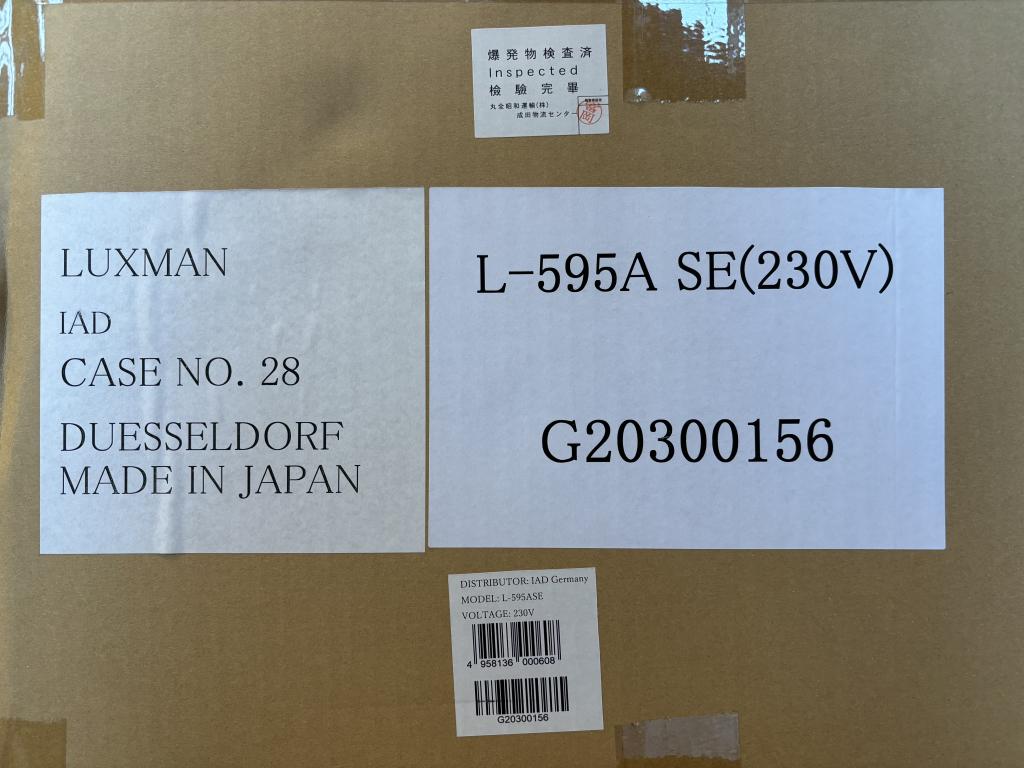 爆発物検査済
Inspected
檢驗完畢
丸全昭和運輸(株)
成田物流センター
LUXMAN
IAD
CASE NO. 28
DUESSELDORF
MADE IN JAPAN
L-595A SE(230V)
G20300156
DISTRIBUTOR: IAD Germany
MODEL: L-595ASE
VOLTAGE: 230V
4 958136 000608
G20300156